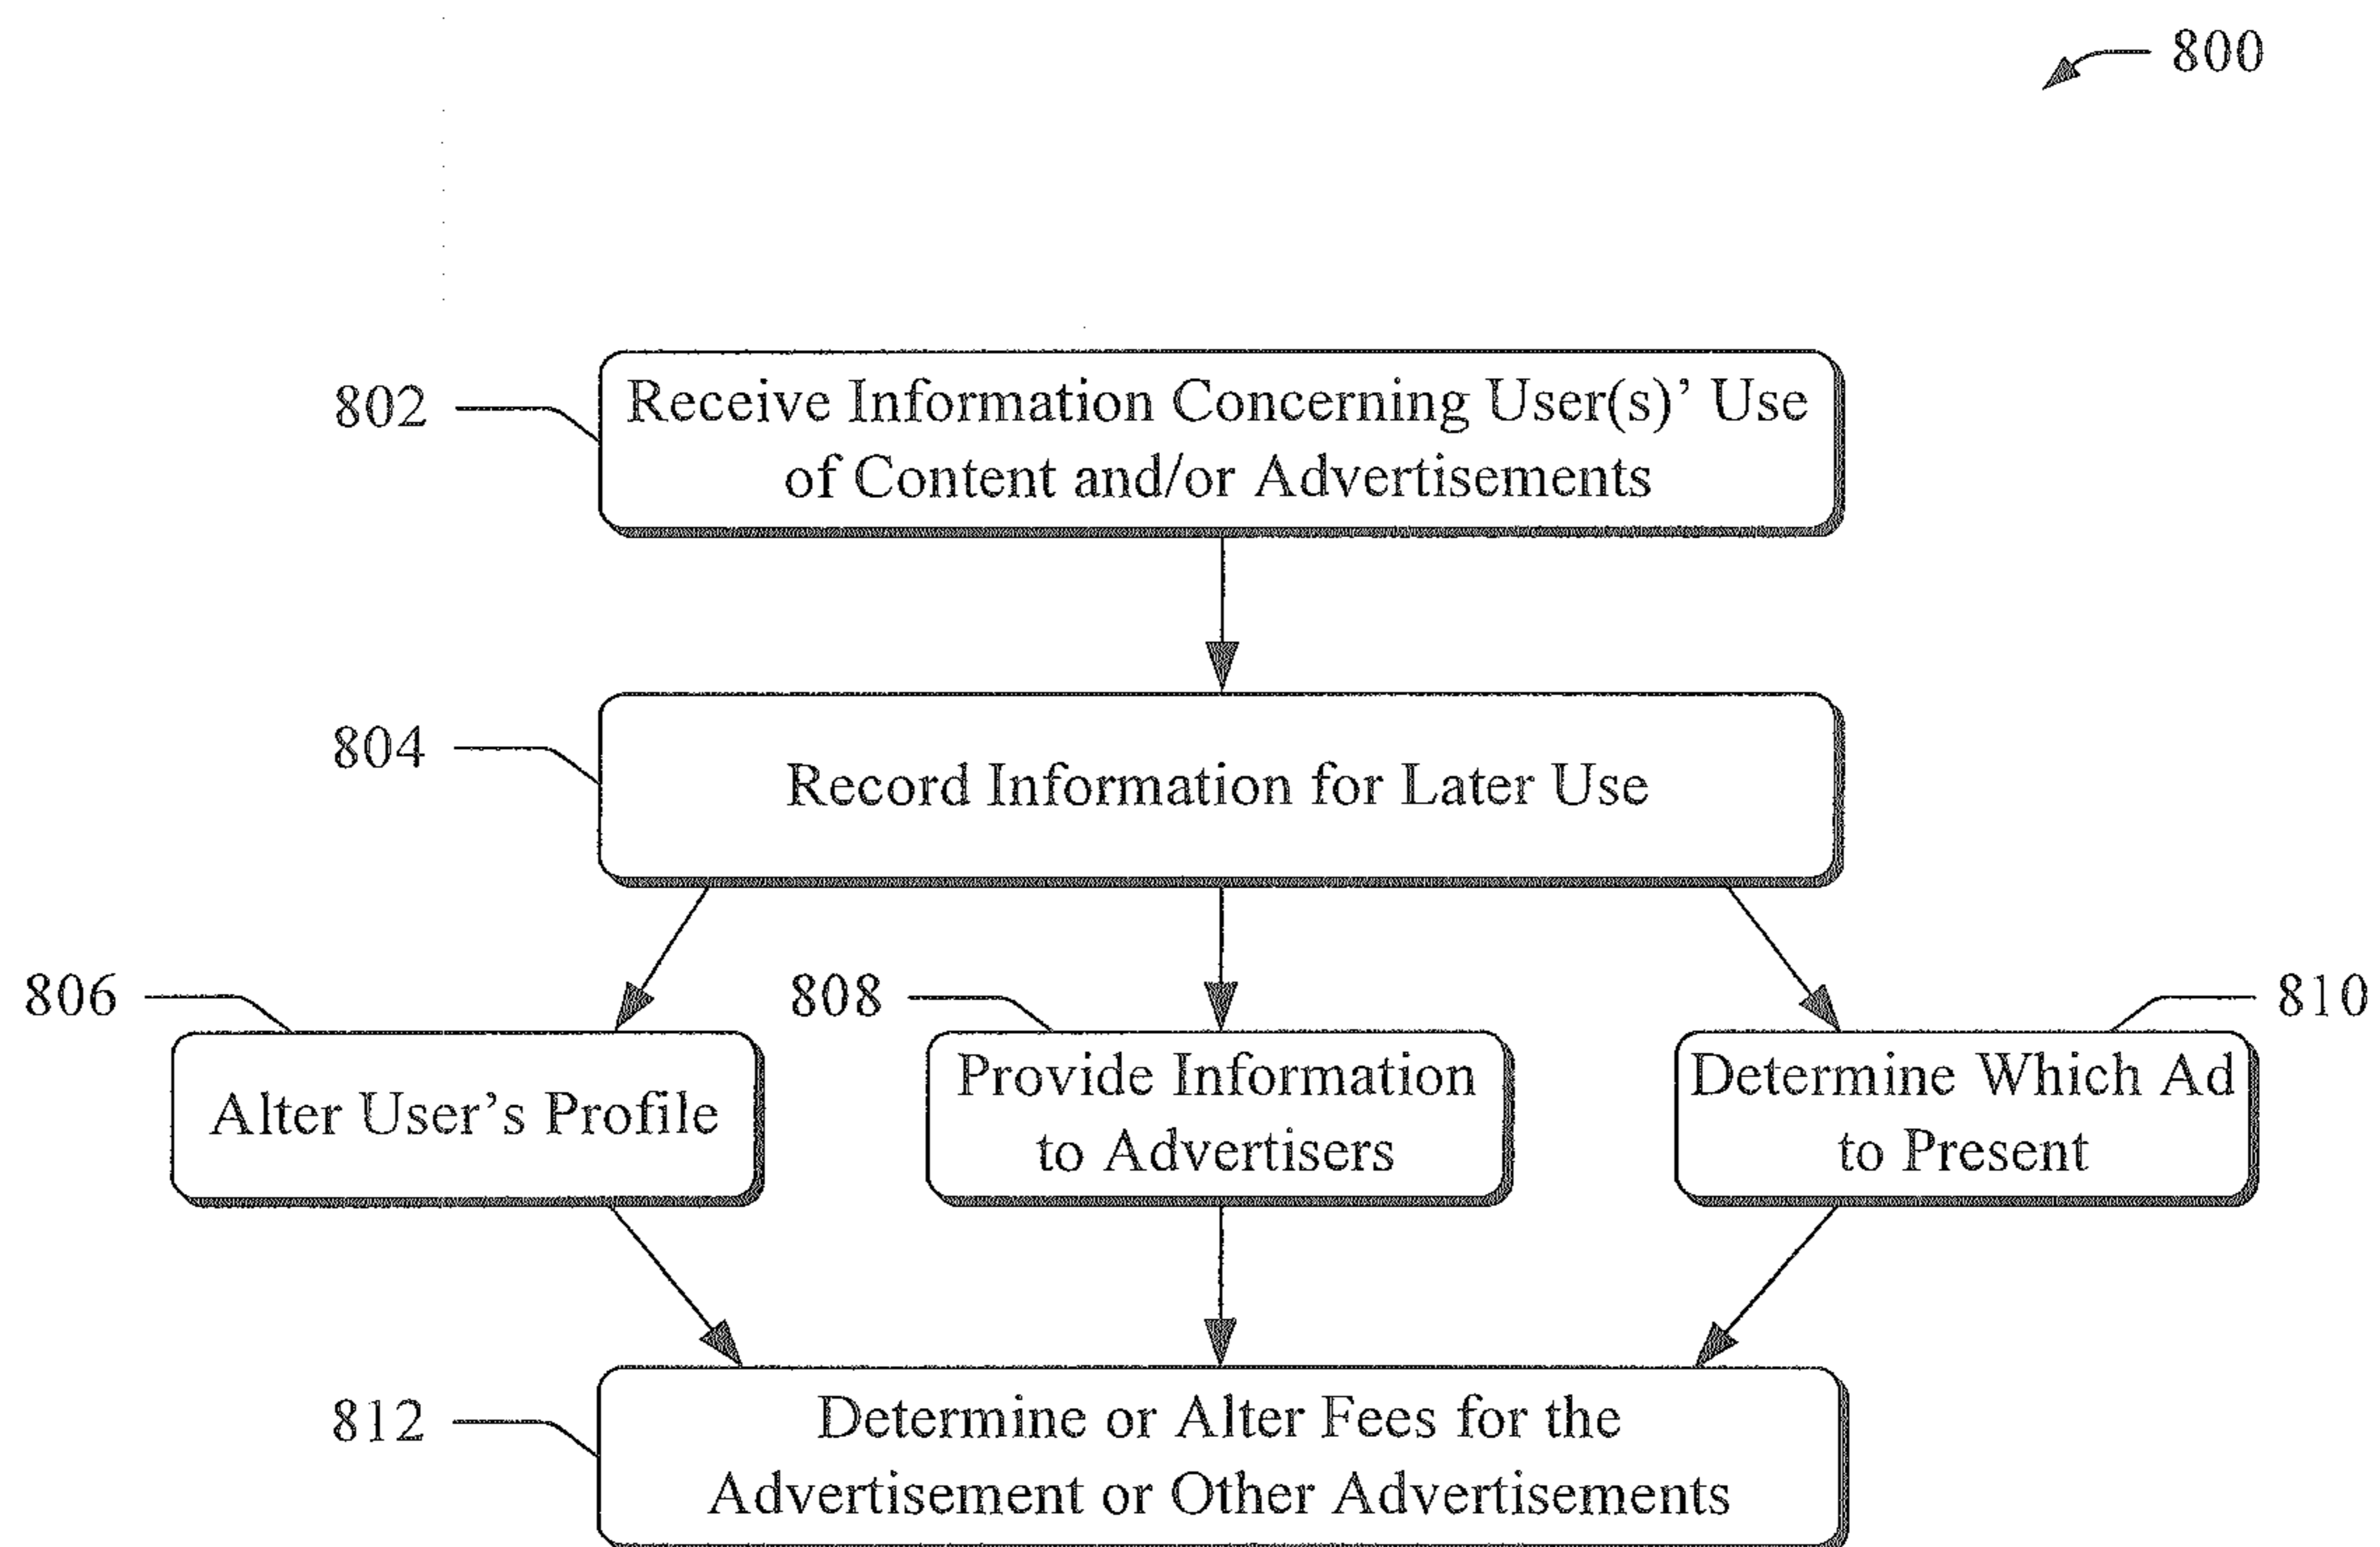 800
802
Receive Information Concerning User(s)’ Use
of Content and/or Advertisements
804
Record Information for Later Use
806
808
810
Alter User’s Profile
Provide Information
to Advertisers
Determine Which Ad
to Present
812
Determine or Alter Fees for the
Advertisement or Other Advertisements